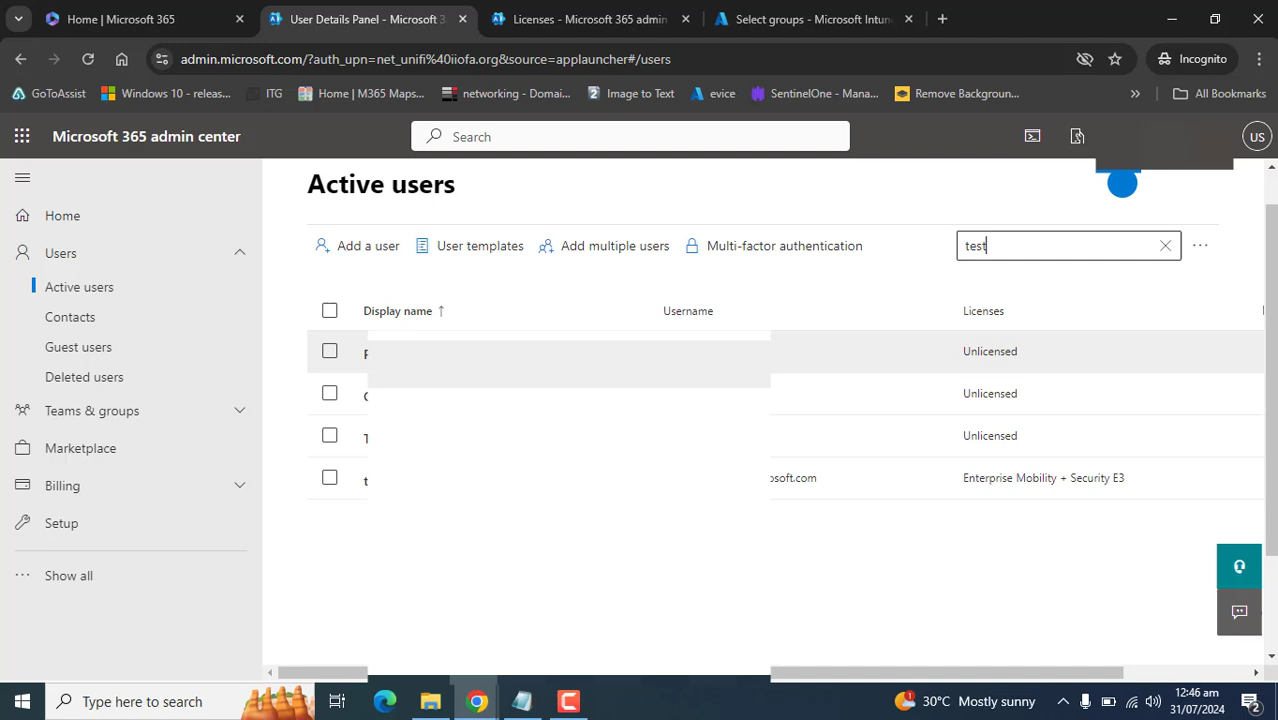 Home | Microsoft 365
User Details Panel - Microsoft 3
Licenses - Microsoft 365 admin
Select groups - Microsoft Intun
admin.microsoft.com/?auth_upn=net_unifi%40iiofa.org&source=applauncher#/users
Incognito
GoToAssist
Windows 10 - releas...
ITG
Home | M365 Maps...
networking - Domai...
Image to Text
evice
SentinelOne - Mana...
Remove Backgroun...
All Bookmarks
Microsoft 365 admin center
Search
US
Home
Users
Active users
Contacts
Guest users
Deleted users
Teams & groups
Marketplace
Billing
Setup
Show all
Active users
Add a user
User templates
Add multiple users
Multi-factor authentication
test
Display name ↑
Username
Licenses
Unlicensed
Unlicensed
T
Unlicensed
t
osoft.com
Enterprise Mobility + Security E3
Type here to search
1
30°C Mostly sunny
12:46 am
31/07/2024
2